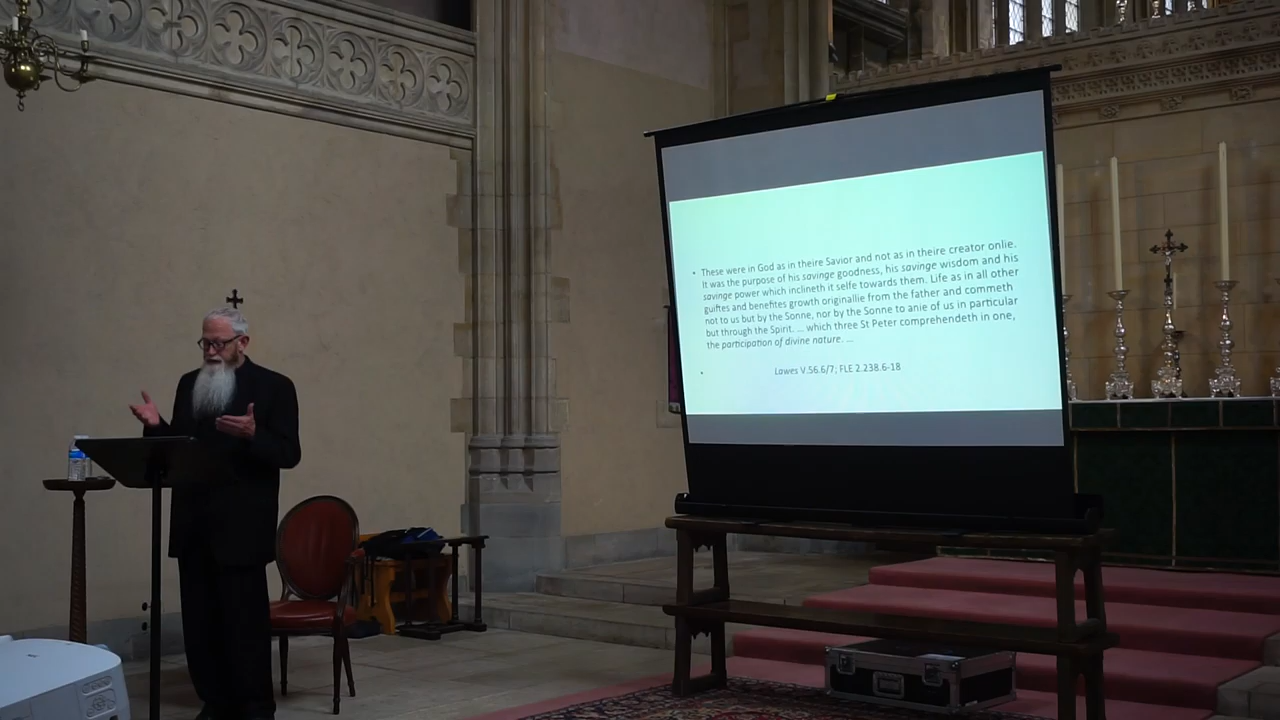 • These were in God as in theire Savior and not as in theire creator onlie.
It was the purpose of his savinge goodness, his savinge wisdom and his
savinge power which inclineth it selfe towards them. Life as in all other
guiftes and benefites growth originallie from the father and commeth
not to us but by the Sonne, nor by the Sonne to anie of us in particular
but through the Spirit. ... which three St Peter comprehendeth in one,
the participation of divine nature. ...
• Lawes V.56.6/7; FLE 2.238.6-18